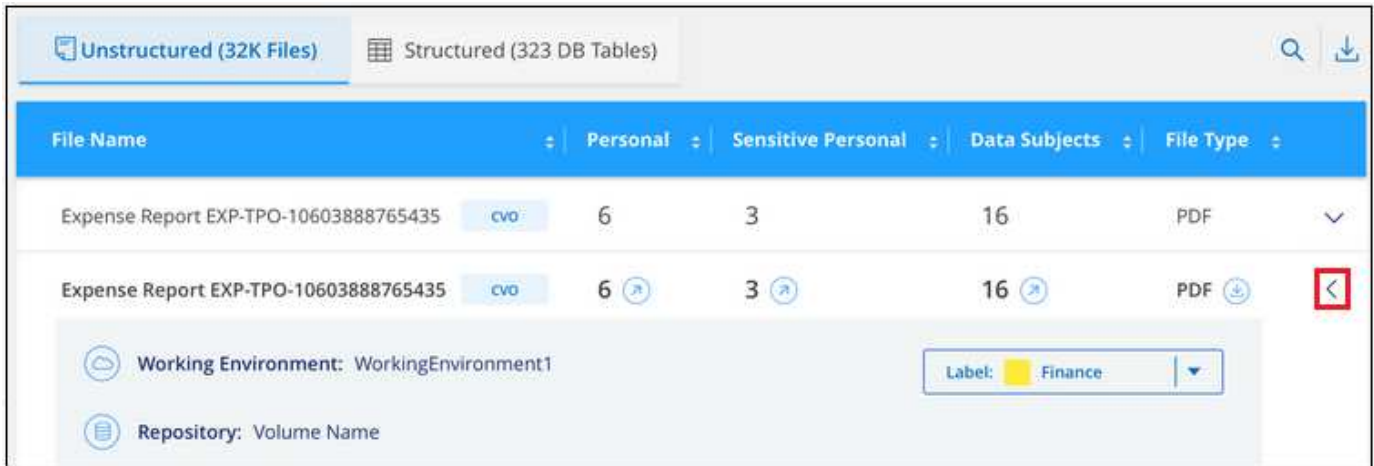 Unstructured (32K Files) Structured (323 DB Tables)
File Name Personal Sensitive Personal Data Subjects File Type
Expense Report EXP-TPO-10603888765435 CVO 6 3 16 PDF
Expense Report EXP-TPO-10603888765435 CVO 6 3 16 PDF
Working Environment: WorkingEnvironment1 Label: Finance
Repository: Volume Name